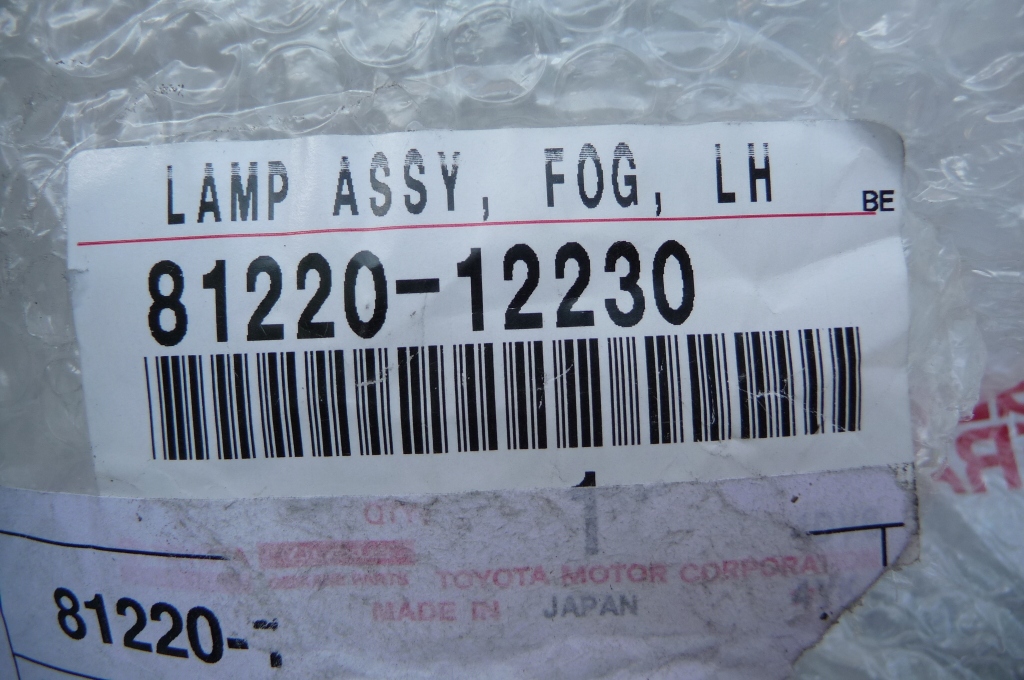 LAMP ASSY, FOG, LH
BE
81220-12230
1
QTY
TOYOTA MOTOR CORPORAT
MADE IN JAPAN
81220-